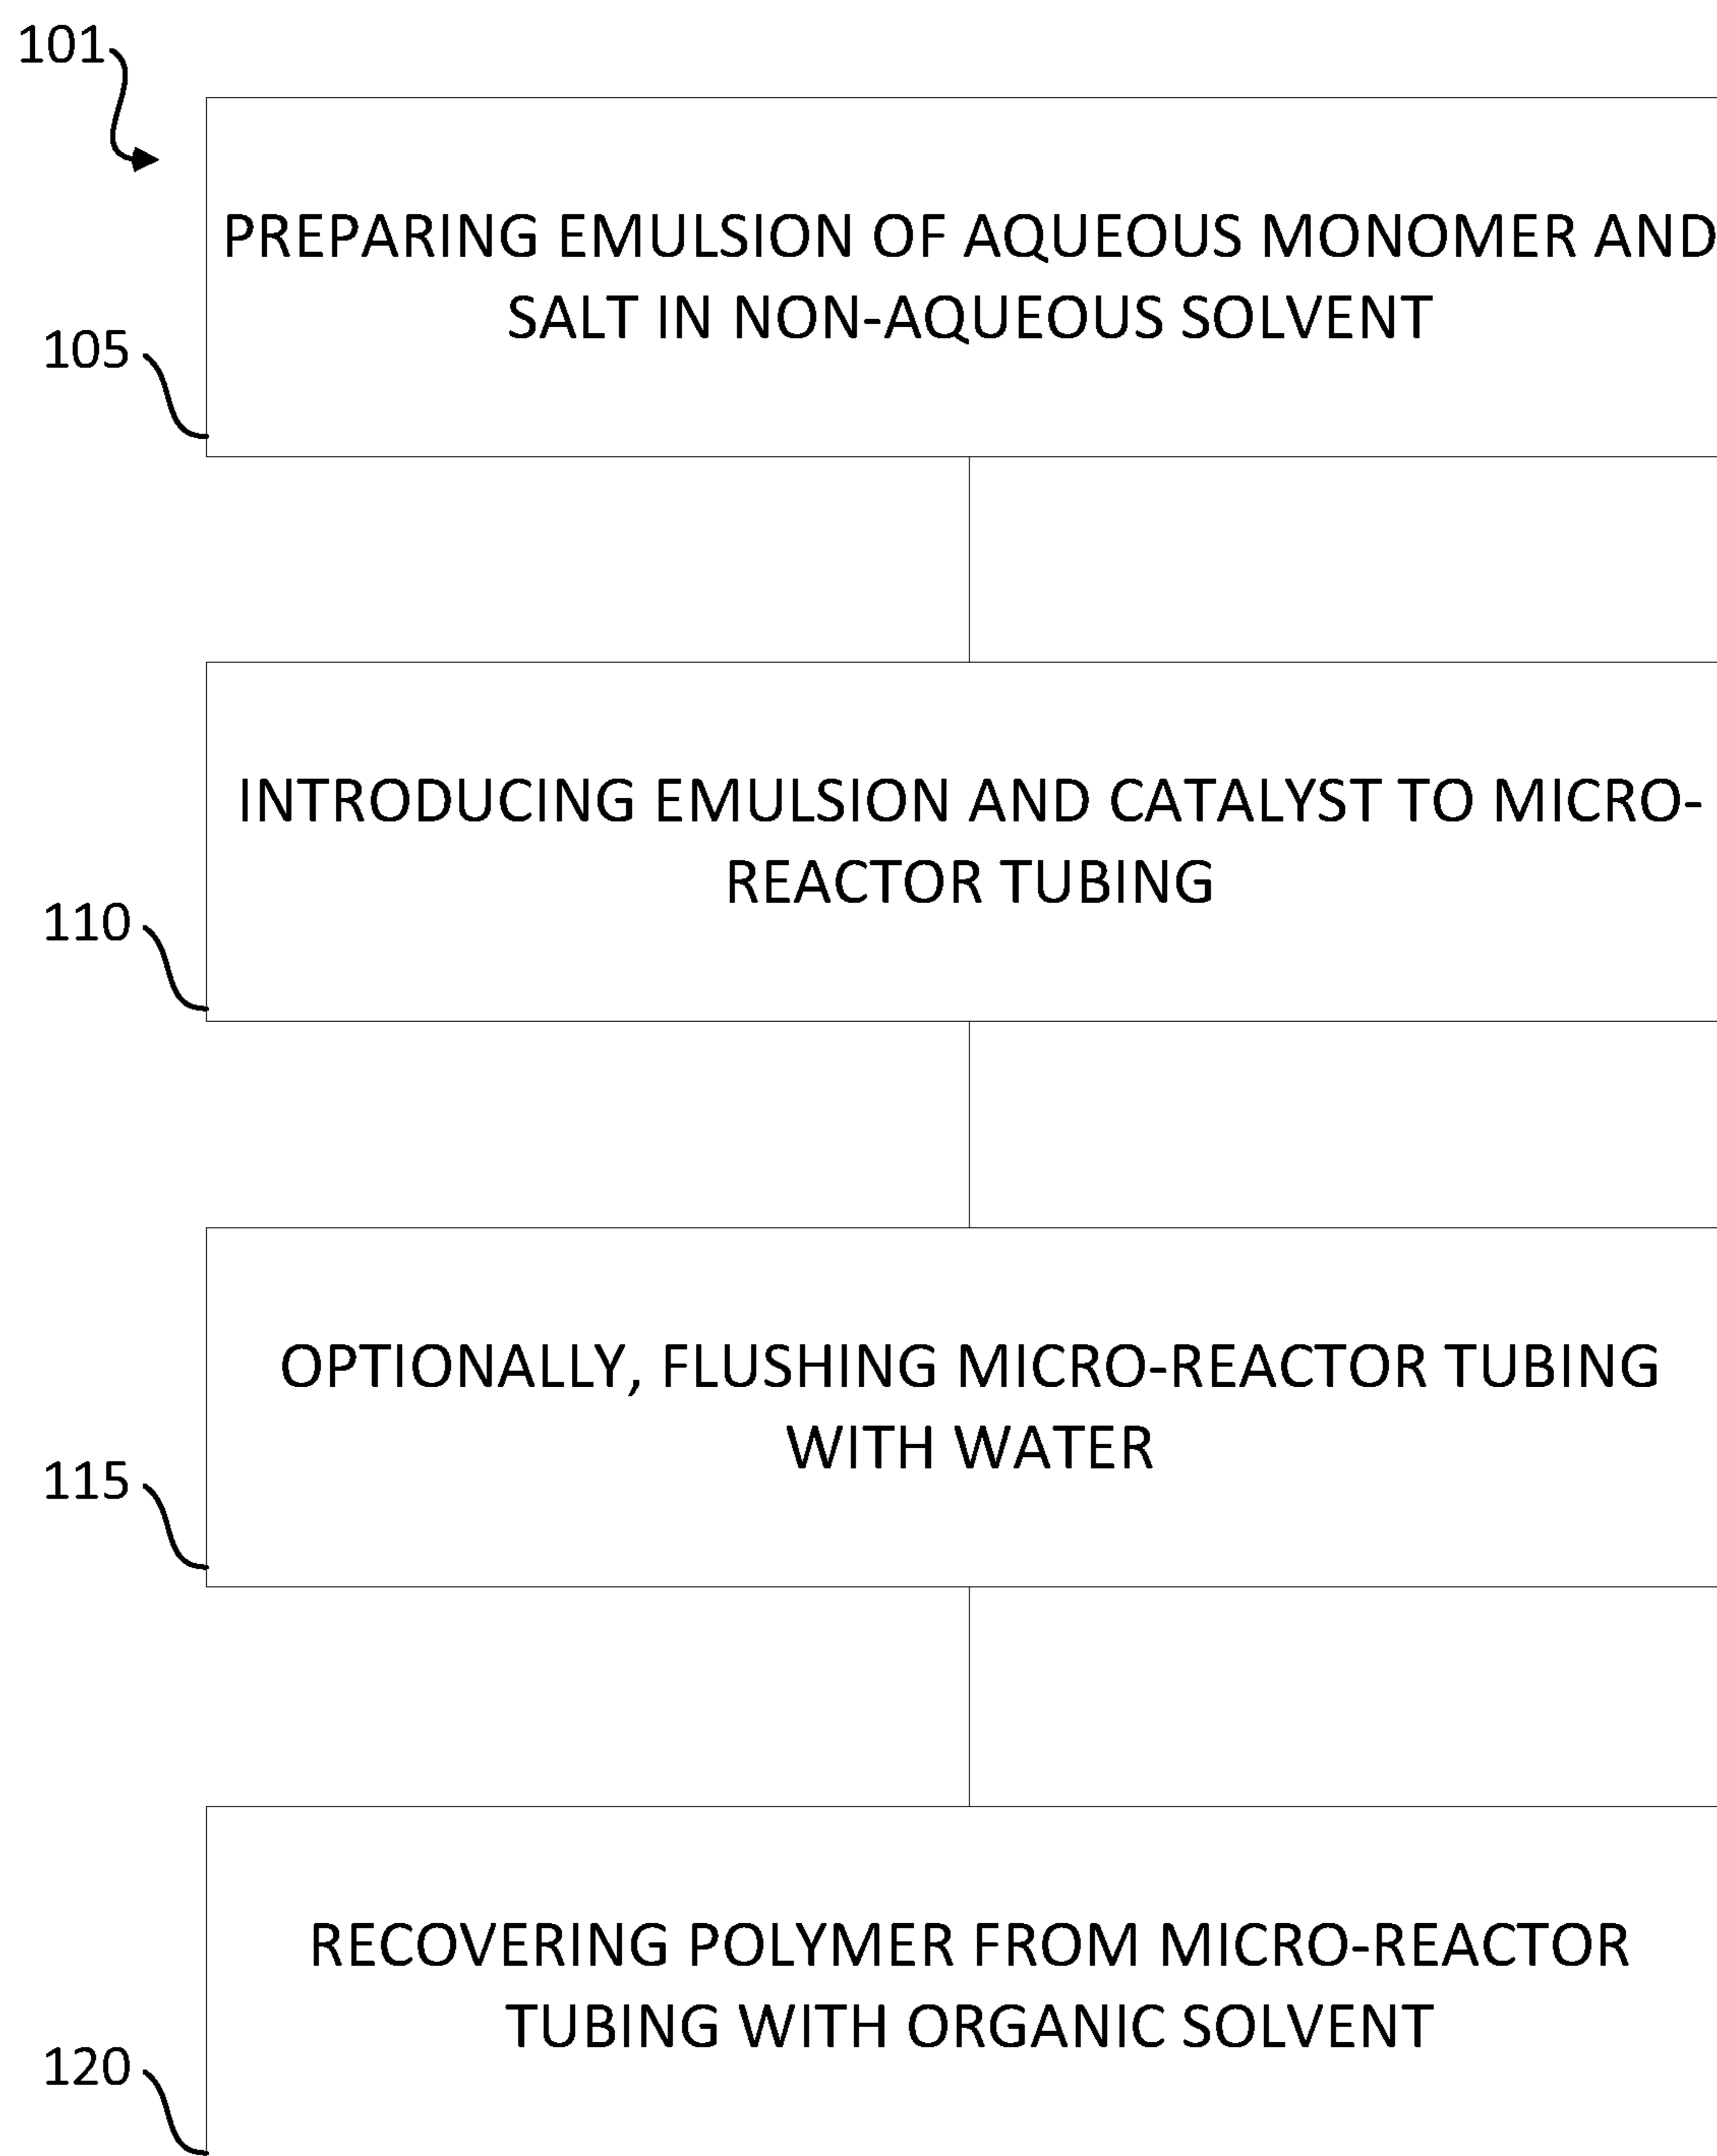 101
PREPARING EMULSION OF AQUEOUS MONOMER AND
SALT IN NON-AQUEOUS SOLVENT
105
INTRODUCING EMULSION AND CATALYST TO MICRO-
REACTOR TUBING
110
OPTIONALLY, FLUSHING MICRO-REACTOR TUBING
WITH WATER
115
RECOVERING POLYMER FROM MICRO-REACTOR
TUBING WITH ORGANIC SOLVENT
120